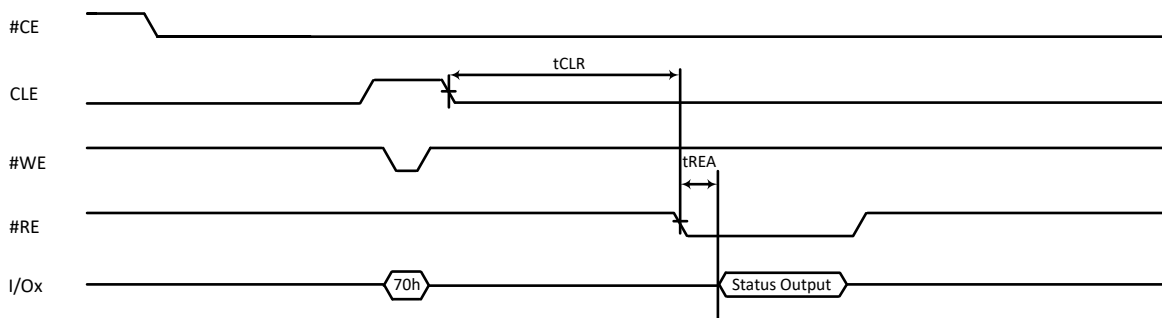 #CE
tCLR
CLE
#WE
tREA
#RE
I/Ox
70h
Status Output